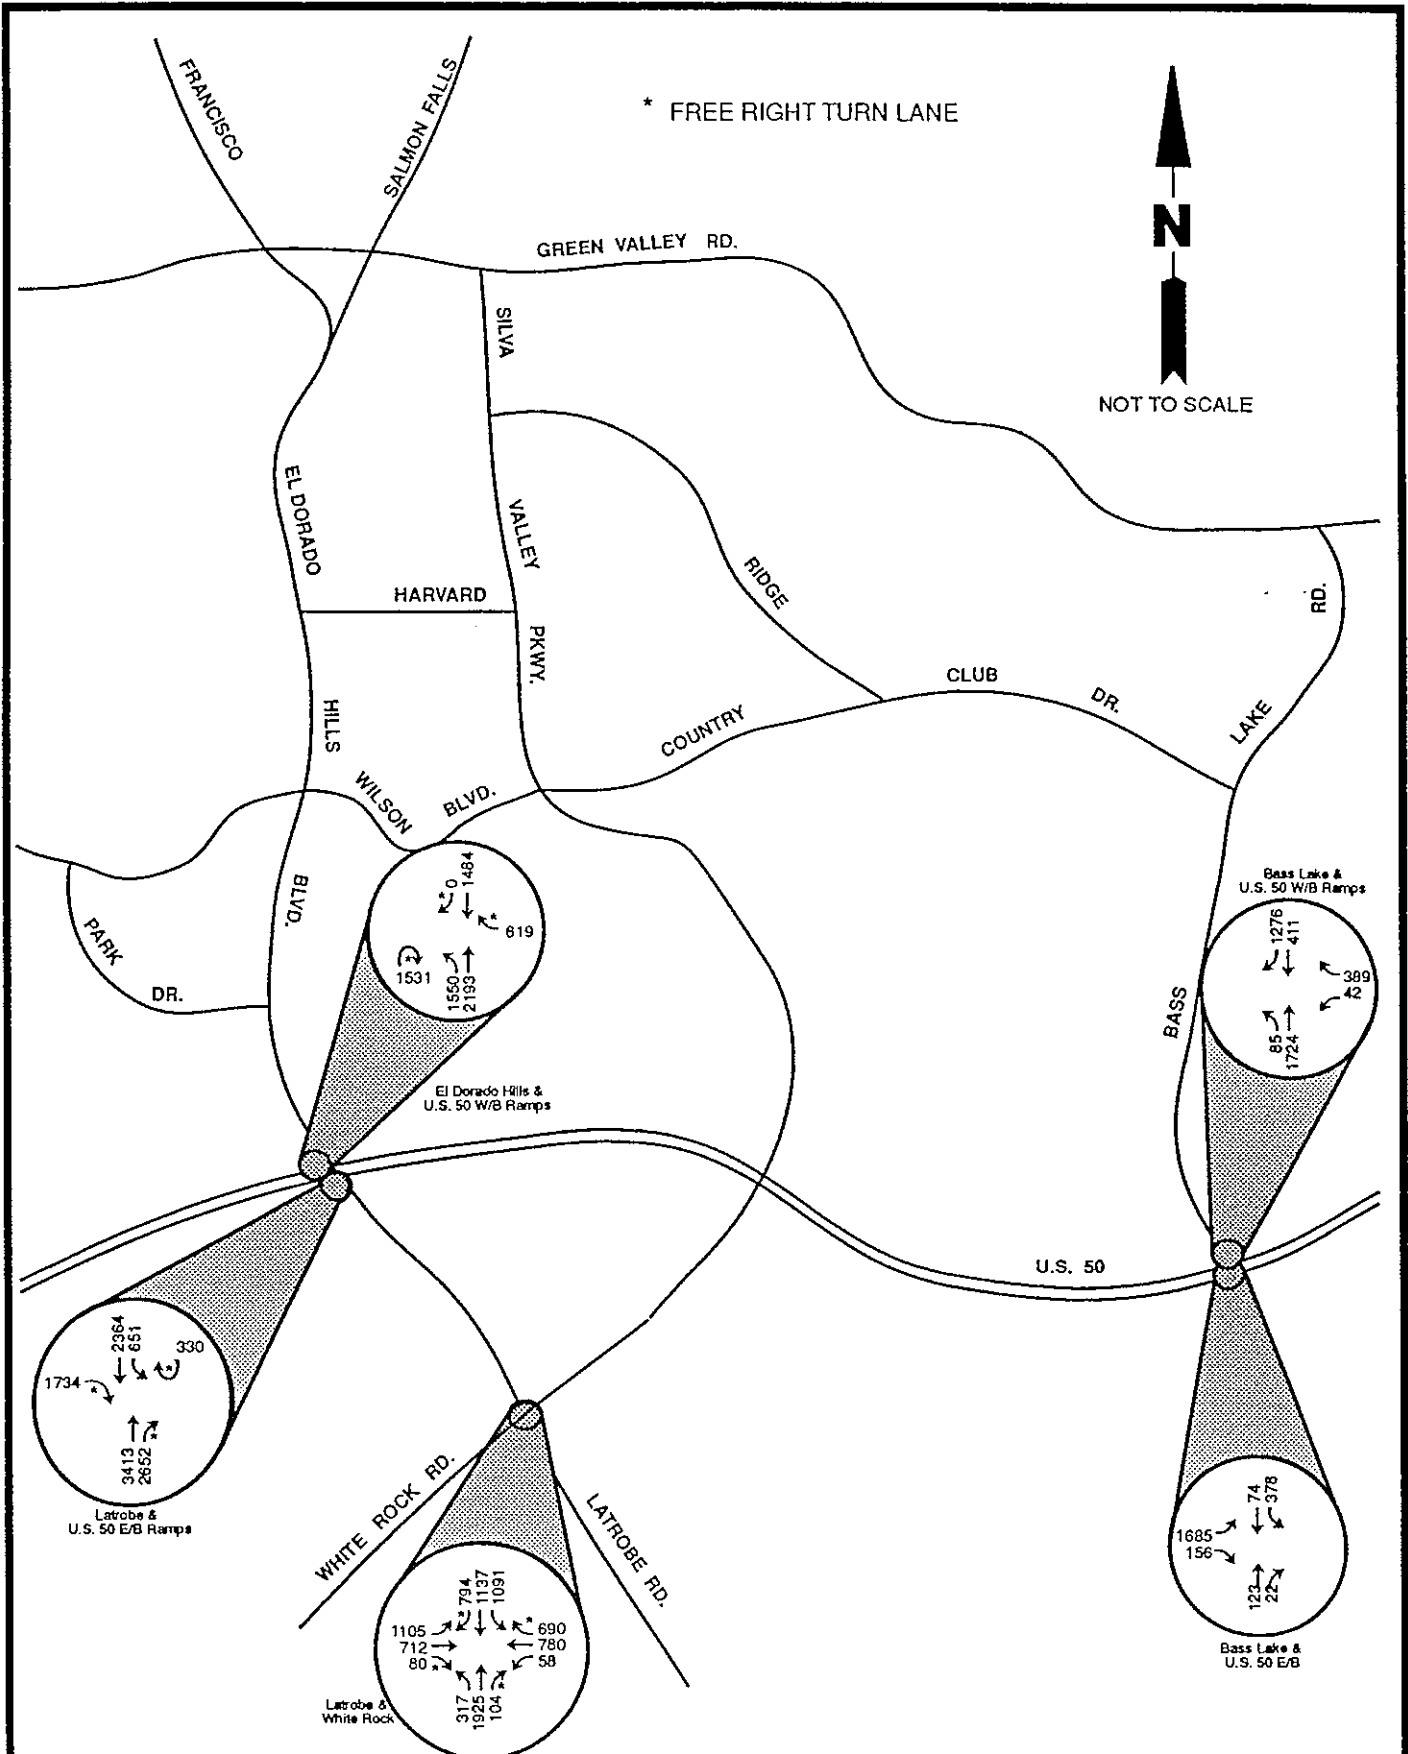 FRANCISCO
SALMON FALLS
* FREE RIGHT TURN LANE
N
NOT TO SCALE
GREEN VALLEY RD.
SILVA
VALLEY
PKWY.
EL DORADO
HILLS
BLVD.
HARVARD
RIDGE
COUNTRY
CLUB
DR.
RD.
LAKE
BASS
WILSON
BLVD.
PARK
DR.
* 0
1484
*
619
*
1531
1550
2193
El Dorado Hills &
U.S. 50 W/B Ramps
Bass Lake &
U.S. 50 W/B Ramps
1276
411
389
42
85
1724
U.S. 50
2364
651
330
*
1734
*
3413
2652
*
Latrobe &
U.S. 50 E/B Ramps
WHITE ROCK RD.
LATROBE RD.
* 794
1137
1091
1105
712
80 *
* 690
780
58
317
1925
104 *
Latrobe &
White Rock
74
378
1685
156
123
22
Bass Lake &
U.S. 50 E/B